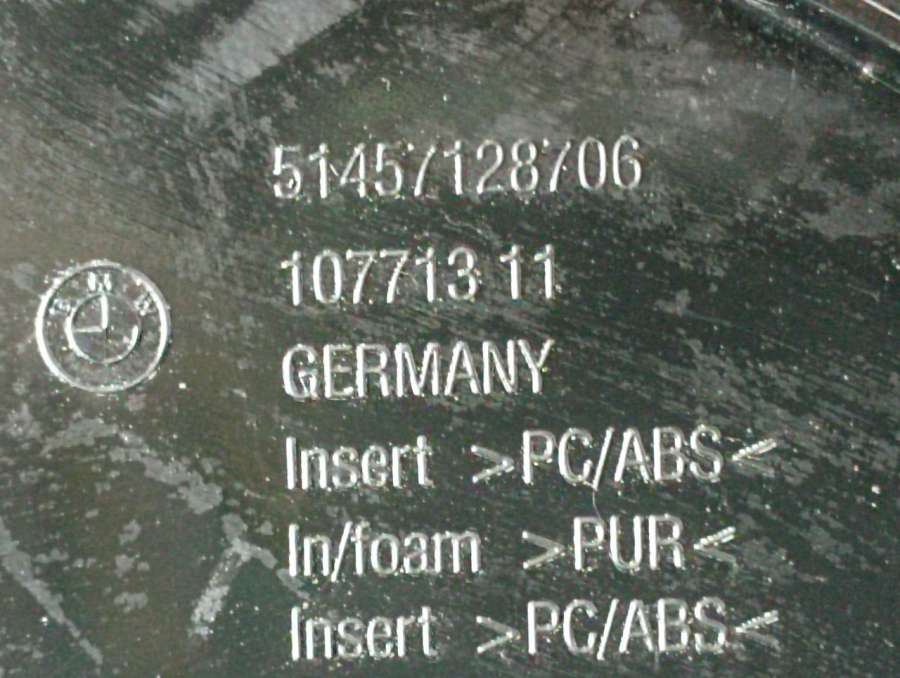 51457128706
107713 11
GERMANY
Insert >PC/ABS<
In/foam >PUR<
Insert >PC/ABS<